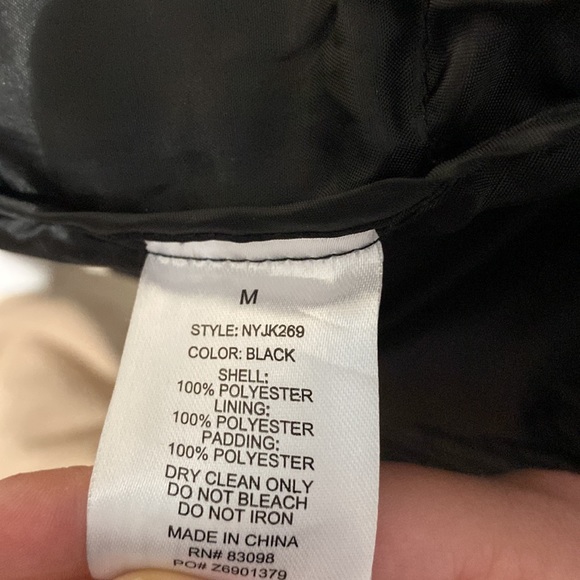 M
STYLE: NYJK269
COLOR: BLACK
SHELL:
100% POLYESTER
LINING:
100% POLYESTER
PADDING:
100% POLYESTER
DRY CLEAN ONLY
DO NOT BLEACH
DO NOT IRON
MADE IN CHINA
RN# 83098
PO# Z6901379